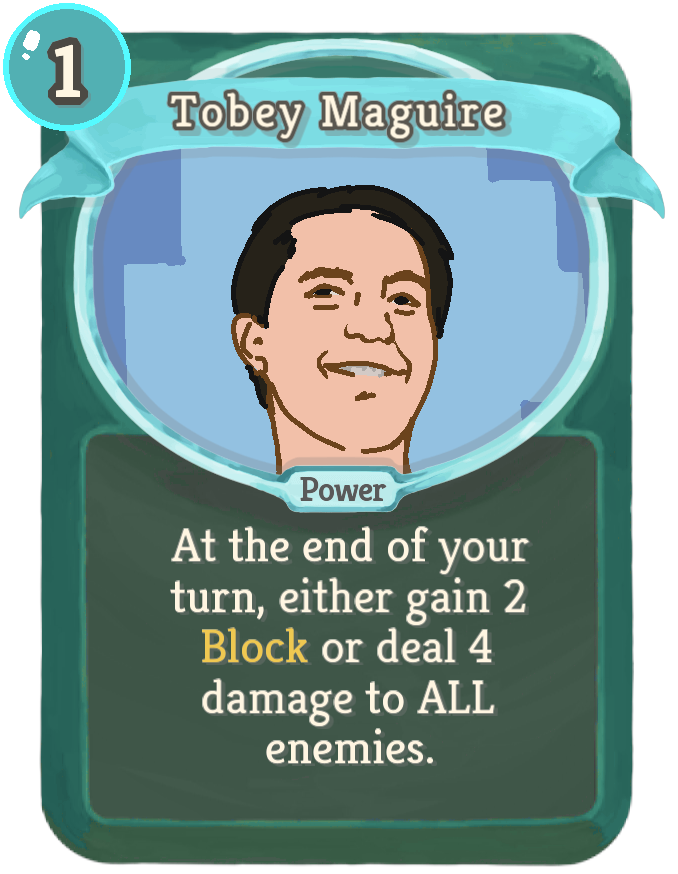 1
Tobey Maguire
Power
At the end of your
turn, either gain 2
Block or deal 4
damage to ALL
enemies.